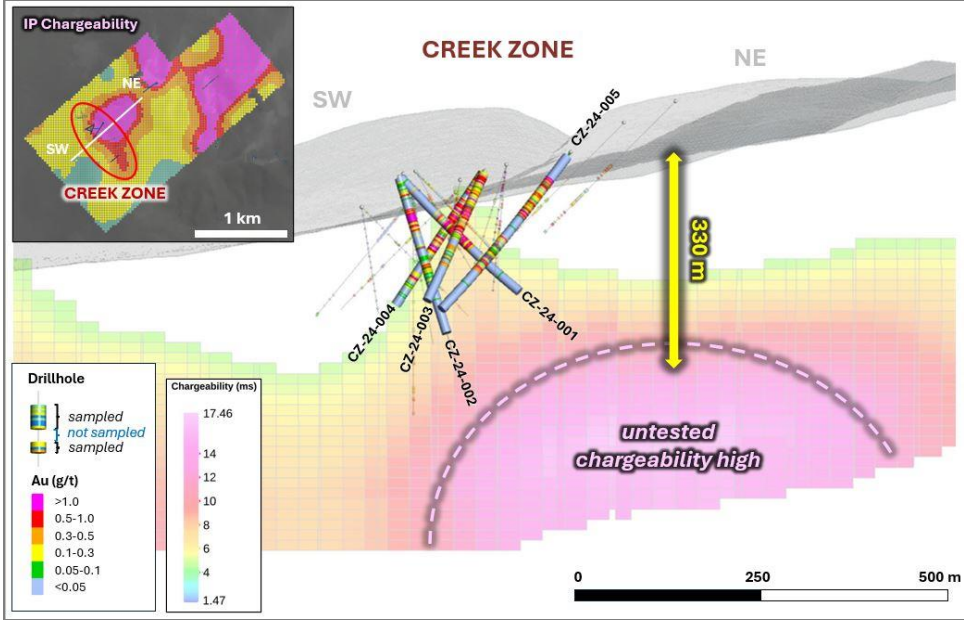 IP Chargeability
NE
SW
CREEK ZONE
1 km
CREEK ZONE
SW
NE
CZ-24-005
330 m
CZ-24-004
CZ-24-003
CZ-24-002
CZ-24-001
untested
chargeability high
Drillhole
sampled
not sampled
sampled
Au (g/t)
>1.0
0.5-1.0
0.3-0.5
0.1-0.3
0.05-0.1
<0.05
Chargeability (ms)
17.46
14
12
10
8
6
4
1.47
0
250
500 m